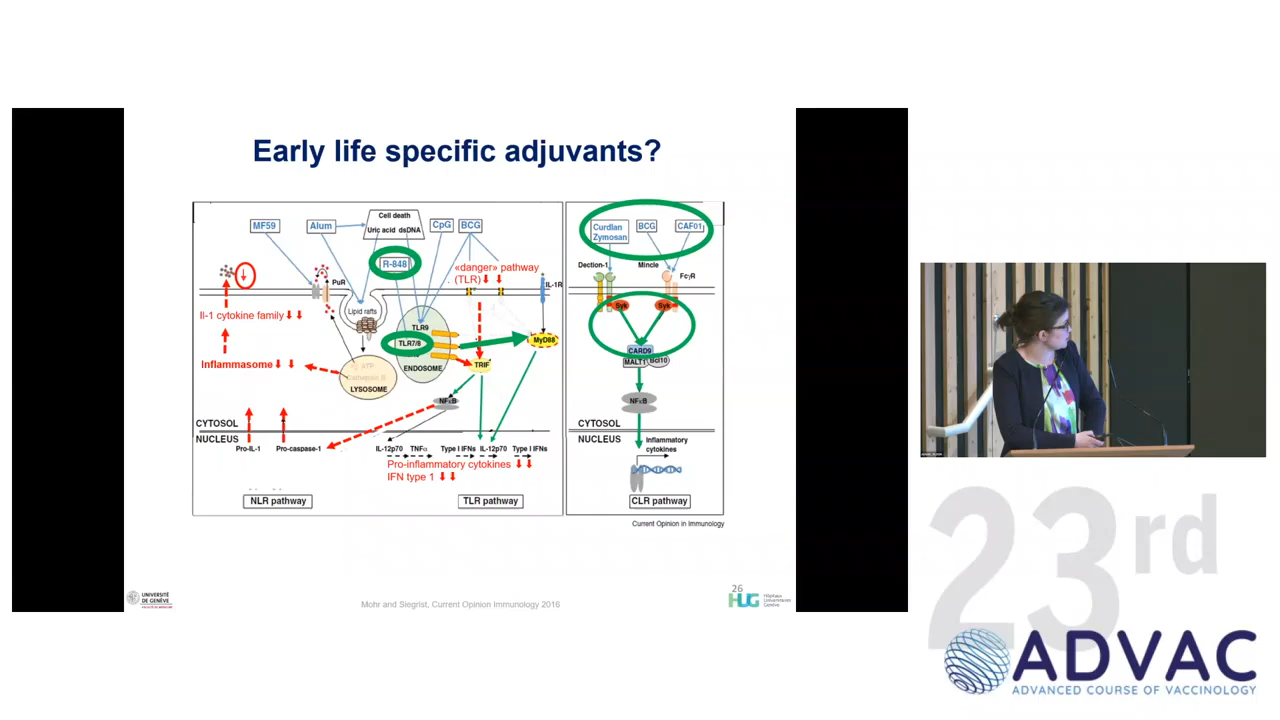 Early life specific adjuvants?
MF59
Alum
Cell death
Uric acid dsDNA
CpG
BCG
R-848
«danger» pathway
(TLR)
PuR
IL-1R
Il-1 cytokine family
Lipid rafts
TLR9
TLR7/8
MyD88
Inflammasome
TRIF
ENDOSOME
ATP
LYSOSOME
NFκB
CYTOSOL
NUCLEUS
Pro-IL-1
Pro-caspase-1
IL-12p70
TNFα
Type I IFNs
IL-12p70
Type I IFNs
Pro-inflammatory cytokines
IFN type 1
NLR pathway
TLR pathway
Curdlan
Zymosan
BCG
CAF01
Dection-1
Mincle
FcγR
Syk
Syk
CARD9
MALT1
Bcl10
NFκB
CYTOSOL
NUCLEUS
Inflammatory
cytokines
CLR pathway
Current Opinion in Immunology
UNIVERSITÉ
DE GENÈVE
Mohr and Siegrist, Current Opinion Immunology 2016
26
HUG
Hôpitaux
Universitaires
Genève
23rd
ADVAC
ADVANCED COURSE OF VACCINOLOGY